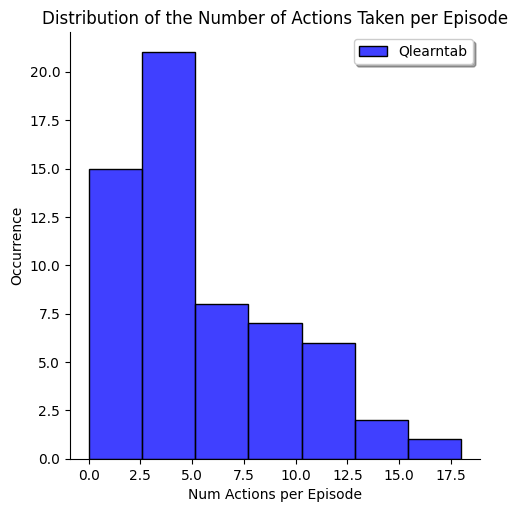 Distribution of the Number of Actions Taken per Episode
Qlearntab
20.0
17.5
15.0
12.5
10.0
7.5
5.0
2.5
0.0
Occurrence
0.0 2.5 5.0 7.5 10.0 12.5 15.0 17.5
Num Actions per Episode